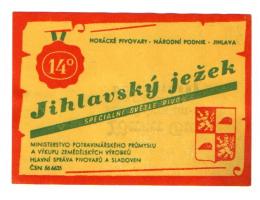 HORÁCKÉ PIVOVARY - NÁRODNÍ PODNIK - JIHLAVA
14°
Jihlavský ježek
SPECIÁLNÍ SVĚTLÉ PIVO
MINISTERSTVO POTRAVINÁŘSKÉHO PRŮMYSLU
A VÝKUPU ZEMĚDĚLSKÝCH VÝROBKŮ
HLAVNÍ SPRÁVA PIVOVARŮ A SLADOVEN
ČSN 56 6635